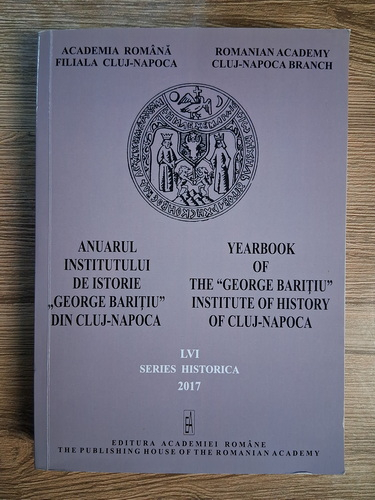 ACADEMIA ROMÂNĂ
FILIALA CLUJ-NAPOCA
ROMANIAN ACADEMY
CLUJ-NAPOCA BRANCH
ANUARUL
INSTITUTULUI
DE ISTORIE
„GEORGE BARIȚIU”
DIN CLUJ-NAPOCA
YEARBOOK
OF
THE “GEORGE BARIȚIU”
INSTITUTE OF HISTORY
OF CLUJ-NAPOCA
LVI
SERIES HISTORICA
2017
EDITURA ACADEMIEI ROMÂNE
THE PUBLISHING HOUSE OF THE ROMANIAN ACADEMY